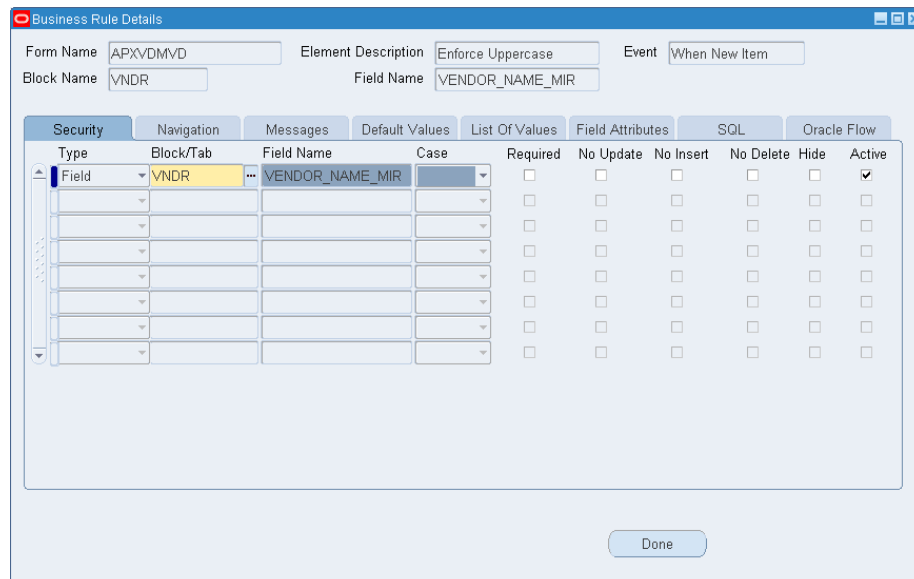 Business Rule Details
Form Name APXVDMVD Element Description Enforce Uppercase Event When New Item
Block Name VNDR Field Name VENDOR_NAME_MIR
Security Navigation Messages Default Values List Of Values Field Attributes SQL Oracle Flow
Type Block/Tab Field Name Case Required No Update No Insert No Delete Hide Active
Field VNDR ... VENDOR_NAME_MIR
Done